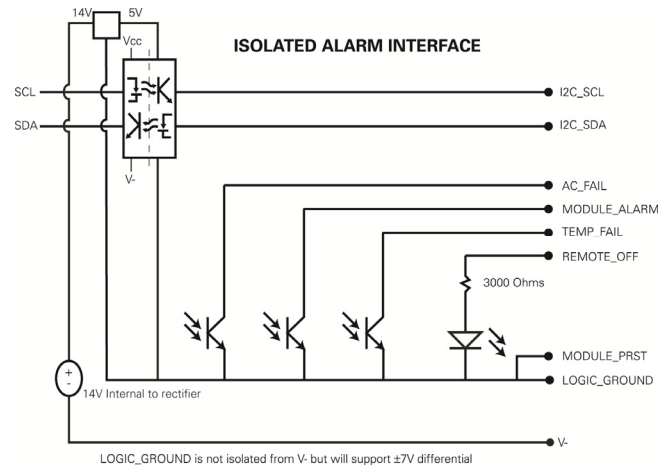 14V 5V
Vcc
ISOLATED ALARM INTERFACE
SCL I2C_SCL
SDA I2C_SDA
V-
AC_FAIL
MODULE_ALARM
TEMP_FAIL
REMOTE_OFF
3000 Ohms
MODULE_PRST
+
-
LOGIC_GROUND
14V Internal to rectifier
V-
LOGIC_GROUND is not isolated from V- but will support ±7V differential